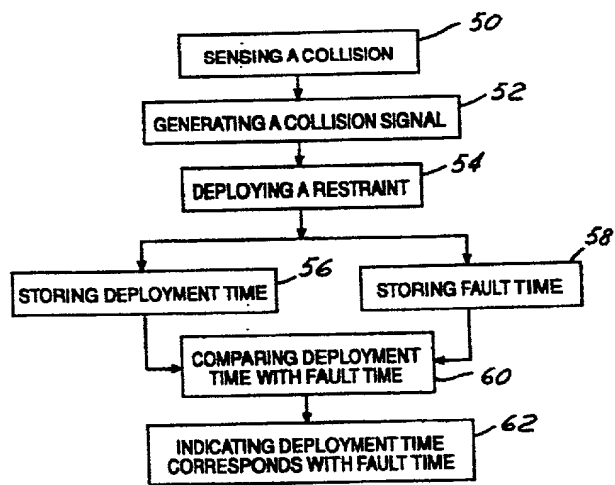 50
SENSING A COLLISION
52
GENERATING A COLLISION SIGNAL
54
DEPLOYING A RESTRAINT
56
STORING DEPLOYMENT TIME
58
STORING FAULT TIME
COMPARING DEPLOYMENT
TIME WITH FAULT TIME
60
62
INDICATING DEPLOYMENT TIME
CORRESPONDS WITH FAULT TIME